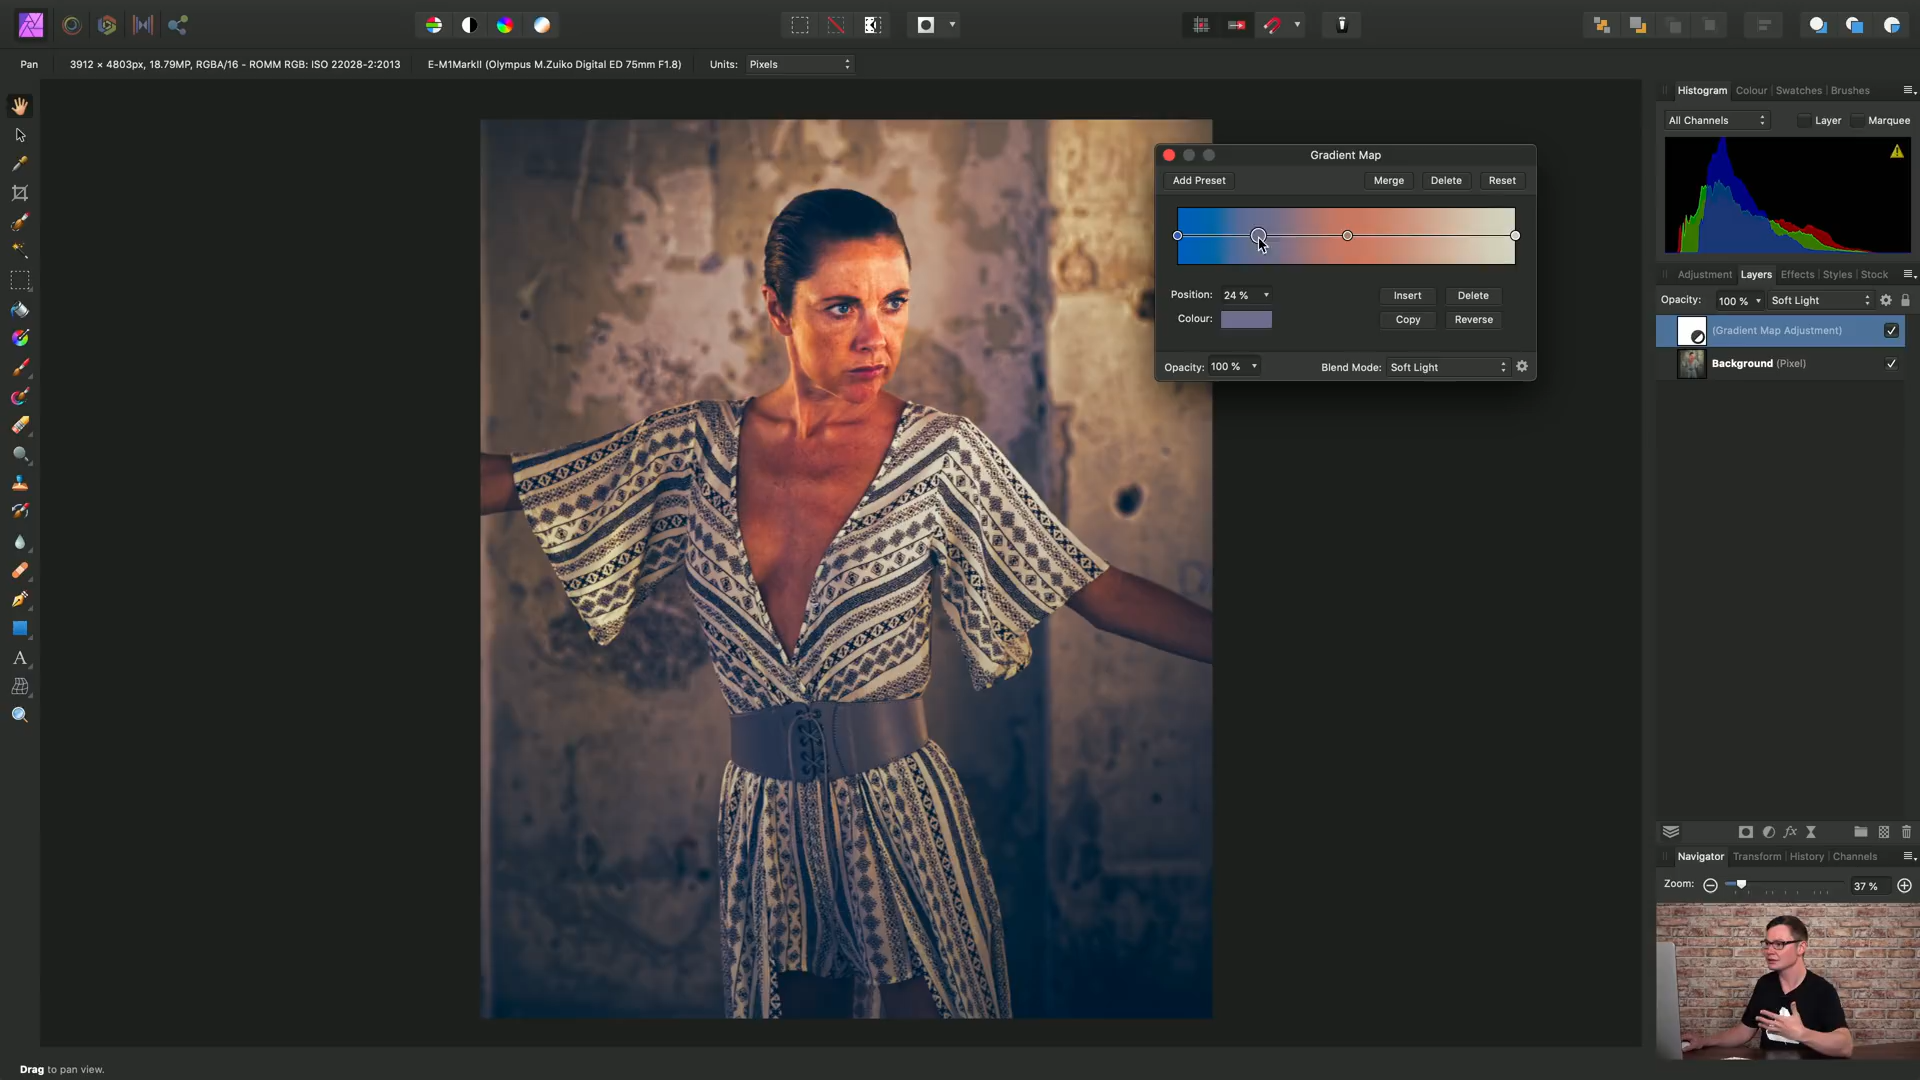 Pan
3912 × 4803px, 18.79MP, RGBA/16 - ROMM RGB: ISO 22028-2:2013
E-M1MarkII (Olympus M.Zuiko Digital ED 75mm F1.8)
Units:
Pixels
Gradient Map
Add Preset
Merge
Delete
Reset
Position:
24 %
Insert
Delete
Colour:
Copy
Reverse
Opacity:
100 %
Blend Mode:
Soft Light
Histogram
Colour
Swatches
Brushes
All Channels
Layer
Marquee
Adjustment
Layers
Effects
Styles
Stock
Opacity:
100 %
Soft Light
(Gradient Map Adjustment)
Background (Pixel)
fx
Navigator
Transform
History
Channels
Zoom:
37 %
A
Drag to pan view.